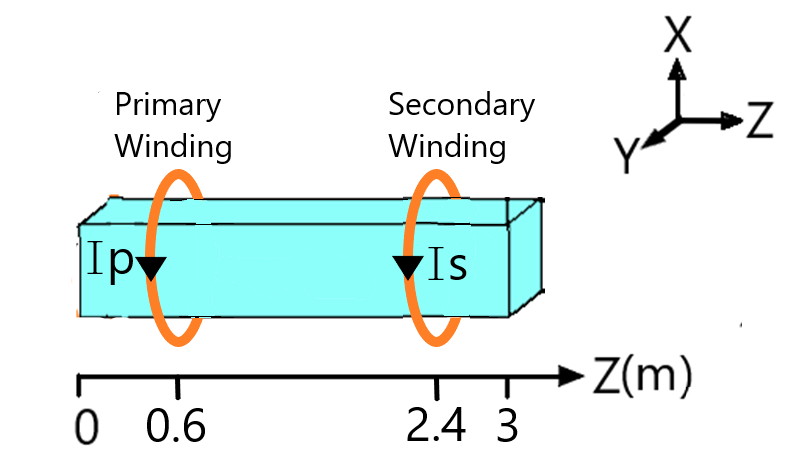 X
Y
Z
Primary
Winding
Secondary
Winding
Ip
Is
Z(m)
0
0.6
2.4
3